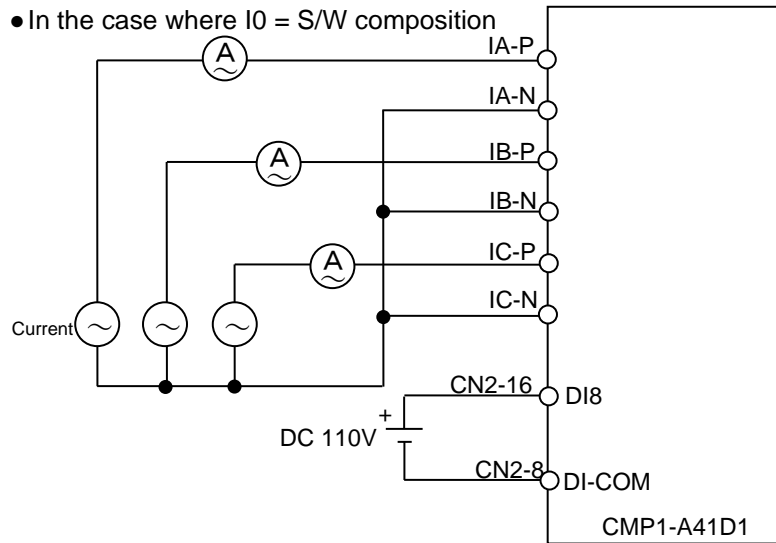 ● In the case where I0 = S/W composition
IA-P
A
IA-N
IB-P
A
IB-N
IC-P
A
IC-N
Current
CN2-16
DI8
+
DC 110V
CN2-8
DI-COM
CMP1-A41D1